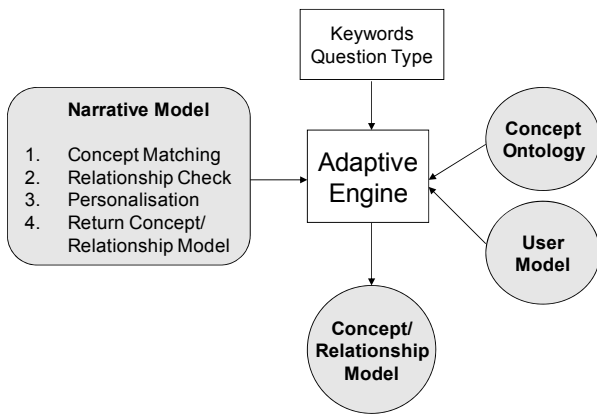 Keywords
Question Type
Narrative Model
1. Concept Matching
2. Relationship Check
3. Personalisation
4. Return Concept/
Relationship Model
Adaptive
Engine
Concept
Ontology
User
Model
Concept/
Relationship
Model